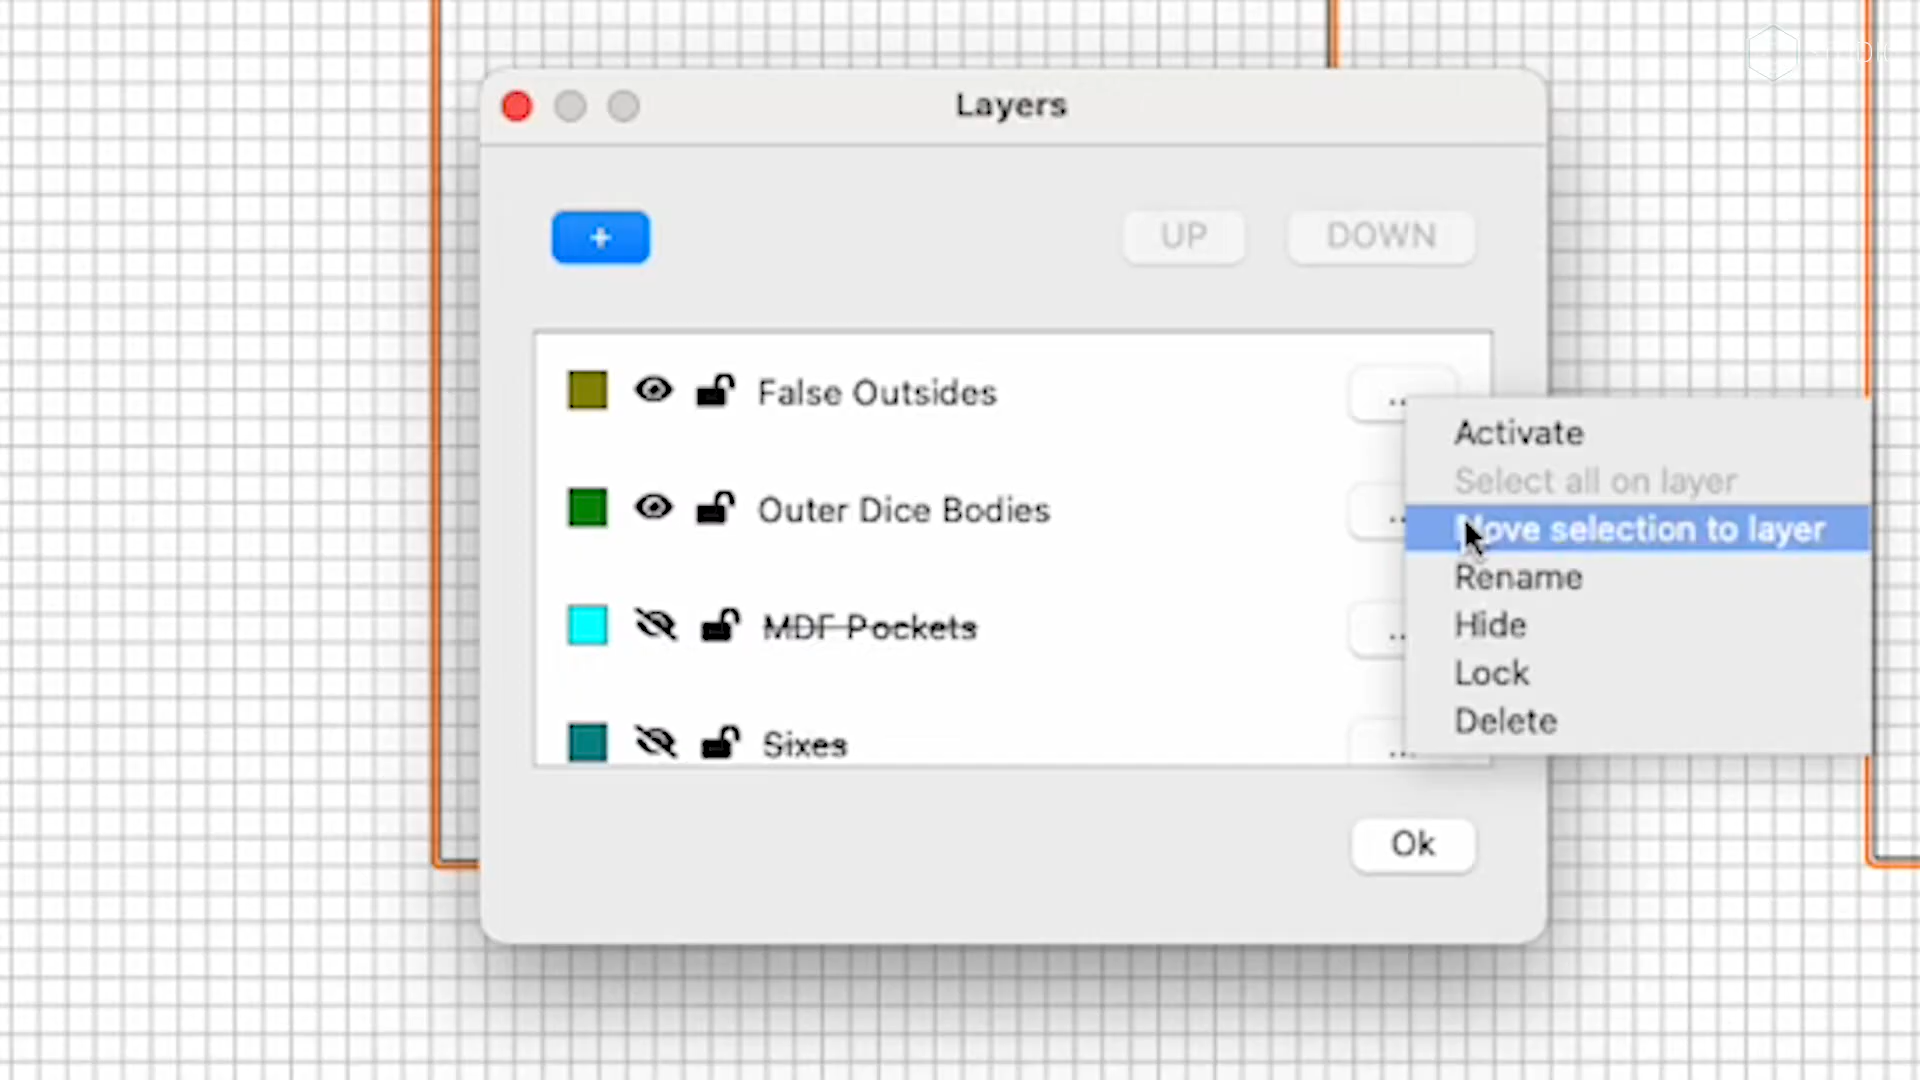 Layers
+
UP
DOWN
False Outsides
Outer Dice Bodies
MDF Pockets
Sixes
Activate
Select all on layer
Move selection to layer
Rename
Hide
Lock
Delete
Ok